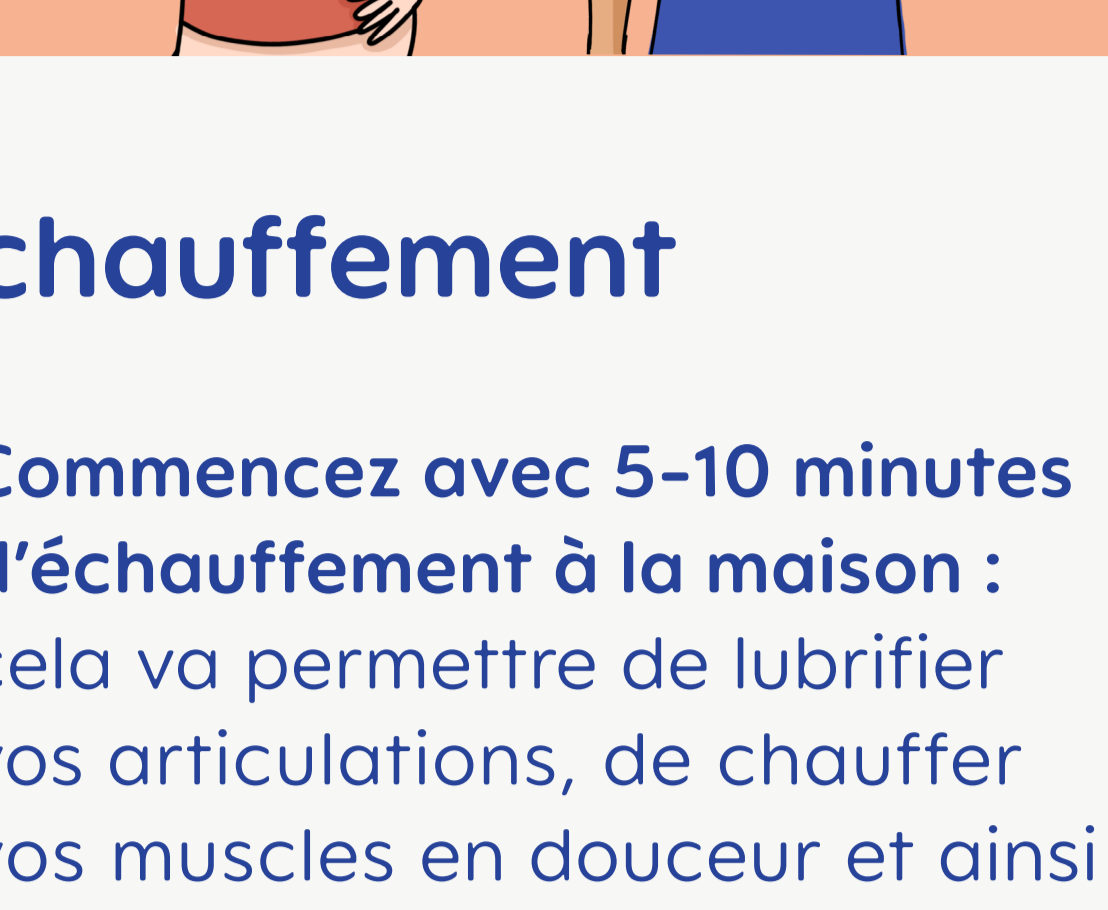 chauffement
Commencez avec 5-10 minutes
d'échauffement à la maison :
cela va permettre de lubrifier
vos articulations, de chauffer
vos muscles en douceur et ainsi